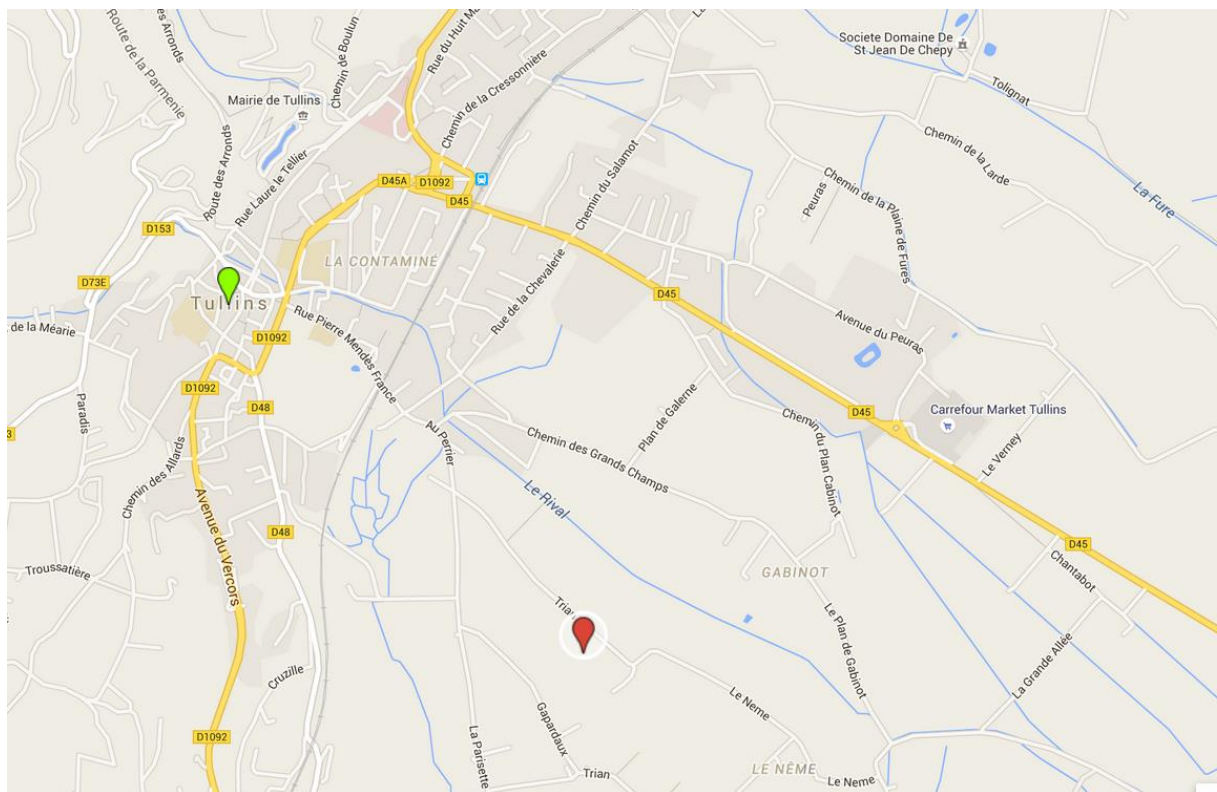 Route de la Parmenie
Chemin de Boulun
Rue du Huit Ma
Societe Domaine De
St Jean De Chepy
Tolignat
Mairie de Tullins
Chemin de la Cressonnière
Route des Arronds
Rue Laure le Tellier
Chemin du Salamot
Chemin de la Larde
La Fure
D45A
D1092
D45
Peuras
Chemin de la Plaine de Fures
D153
LA CONTAMINÉ
D73E
Tullins
Rue de la Chevalerie
D45
de la Méarie
Rue Pierre Mendès France
Avenue du Peuras
D1092
D1092
D48
Paradis
Au Perrier
Plan de Galerne
D45
Carrefour Market Tullins
Chemin des Grands Champs
Chemin du Plan Cabinot
Le Verney
Chemin des Allards
Le Rival
Avenue du Vercors
D48
D45
Troussatière
GABINOT
Chantabot
Trian
Le Plan de Gabinot
La Grande Allée
Cruzille
Le Neme
Gapardaux
La Parisette
D1092
Trian
LE NÊME
Le Neme